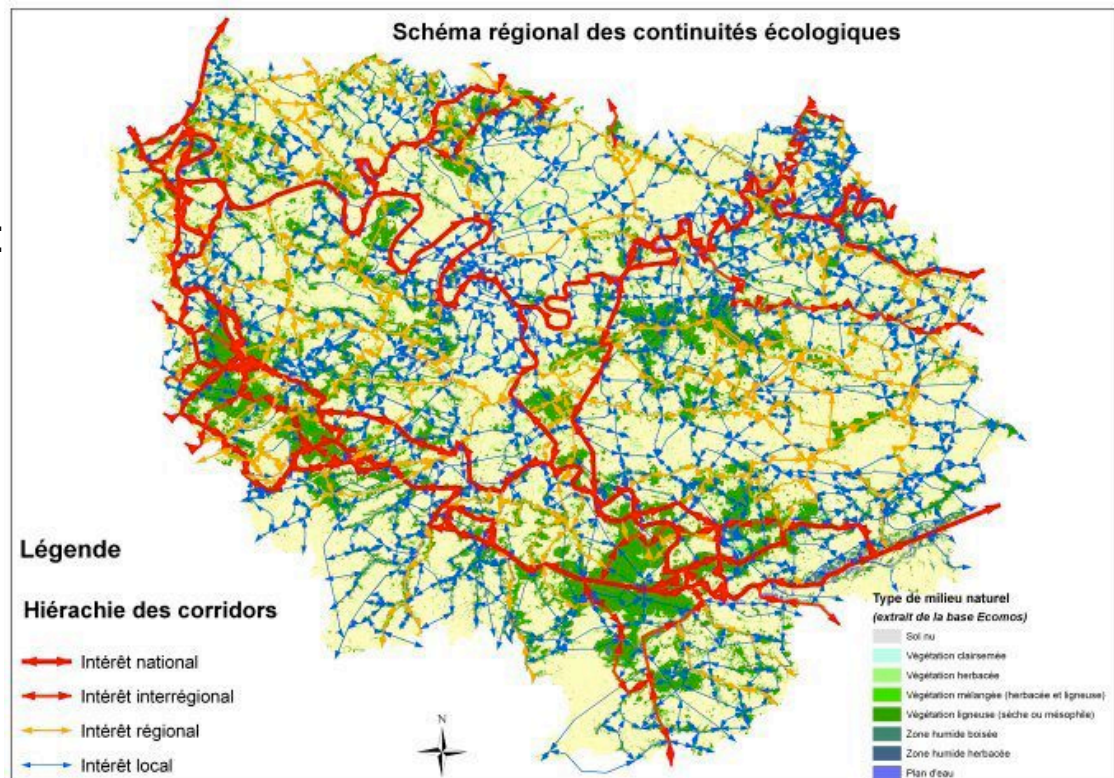 Schéma régional des continuités écologiques
Légende
Hiérachie des corridors
Intérêt national
Intérêt interrégional
Intérêt régional
Intérêt local
N
Type de milieu naturel
(extrait de la base Ecomos)
Sol nu
Végétation clairsemée
Végétation herbacée
Végétation mélangée (herbacée et ligneuse)
Végétation ligneuse (sèche ou mésophile)
Zone humide boisée
Zone humide herbacée
Plan d'eau